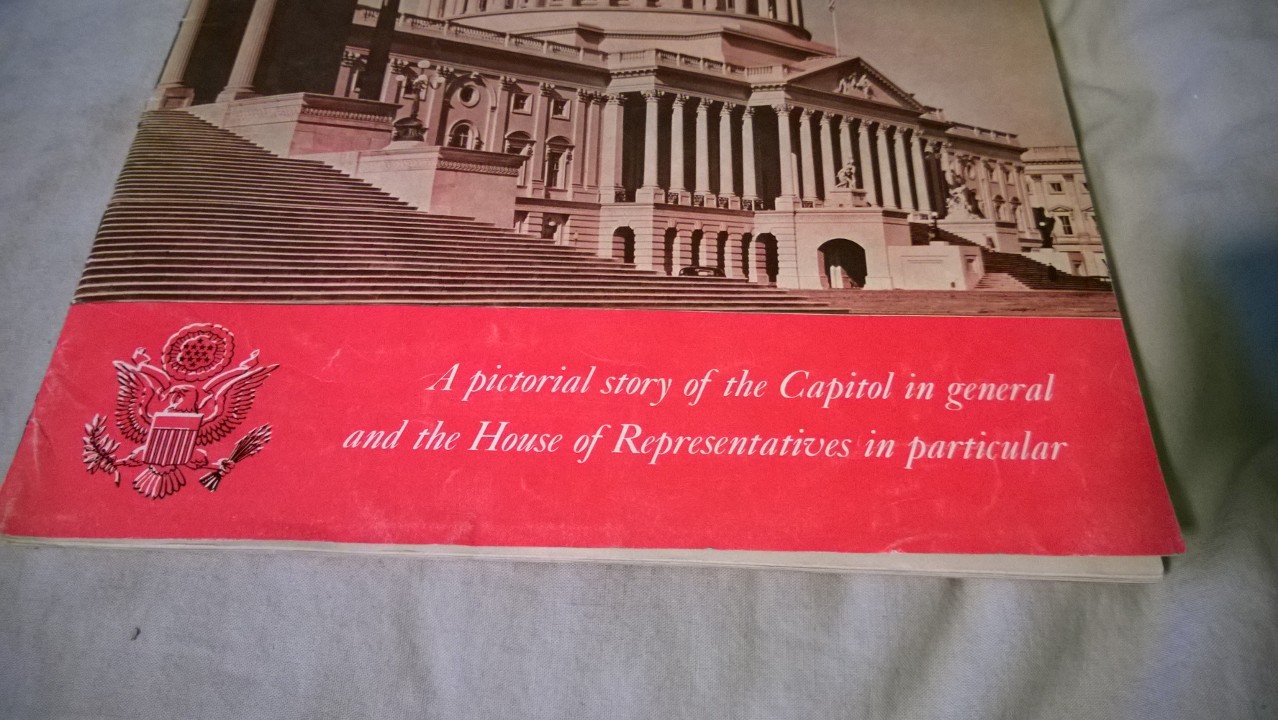 A pictorial story of the Capitol in general
and the House of Representatives in particular